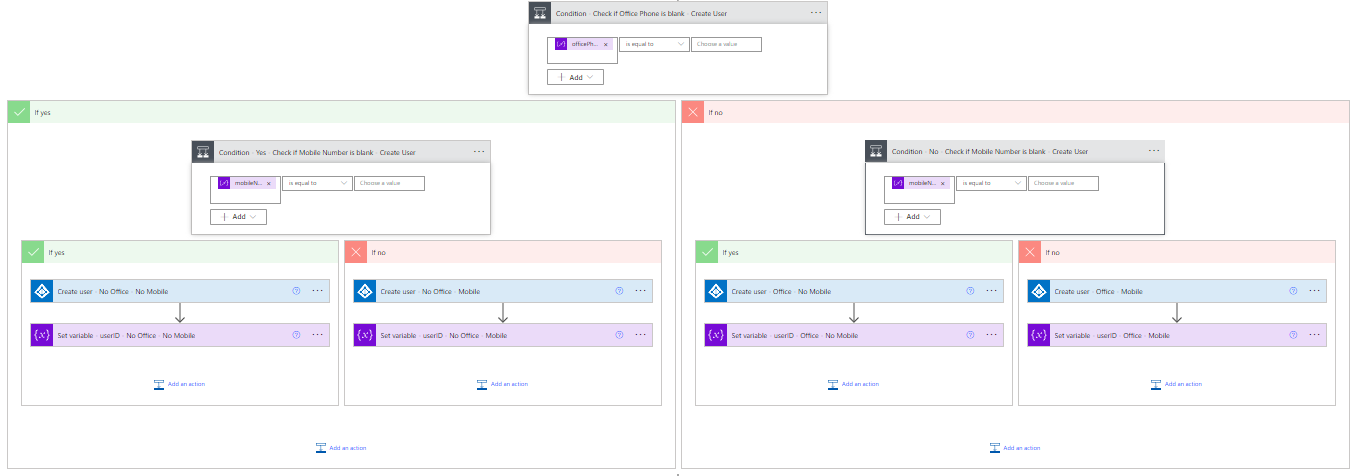 Condition - Check if Office Phone is blank - Create User
officePh... × is equal to Choose a value
Add
If yes
If no
Condition - Yes - Check if Mobile Number is blank - Create User
mobileN... × is equal to Choose a value
Add
If yes
If no
Create user - No Office - No Mobile
Create user - No Office - Mobile
Set variable - userID - No Office - No Mobile
Set variable - userID - No Office - Mobile
Add an action
Add an action
Add an action
Condition - No - Check if Mobile Number is blank - Create User
mobileN... × is equal to Choose a value
Add
If yes
If no
Create user - Office - No Mobile
Create user - Office - Mobile
Set variable - userID - Office - No Mobile
Set variable - userID - Office - Mobile
Add an action
Add an action
Add an action